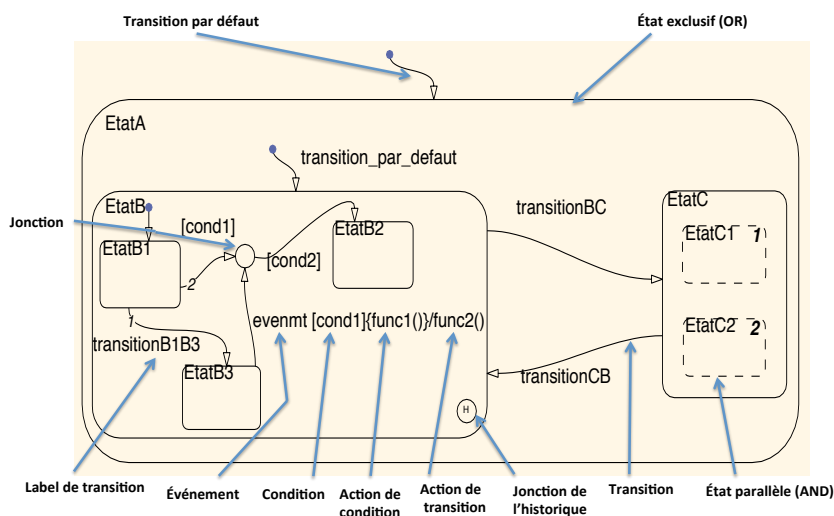 Transition par défaut
État exclusif (OR)
EtatA
transition_par_defaut
EtatB
transitionBC
EtatC
Jonction
[cond1]
EtatB2
EtatC1 1
EtatB1
[cond2]
2
1
evenmt [cond1]{func1()}/func2()
EtatC2 2
transitionB1B3
EtatB3
transitionCB
H
Label de transition
Événement
Condition
Action de
condition
Action de
transition
Jonction de
l'historique
Transition
État parallèle (AND)